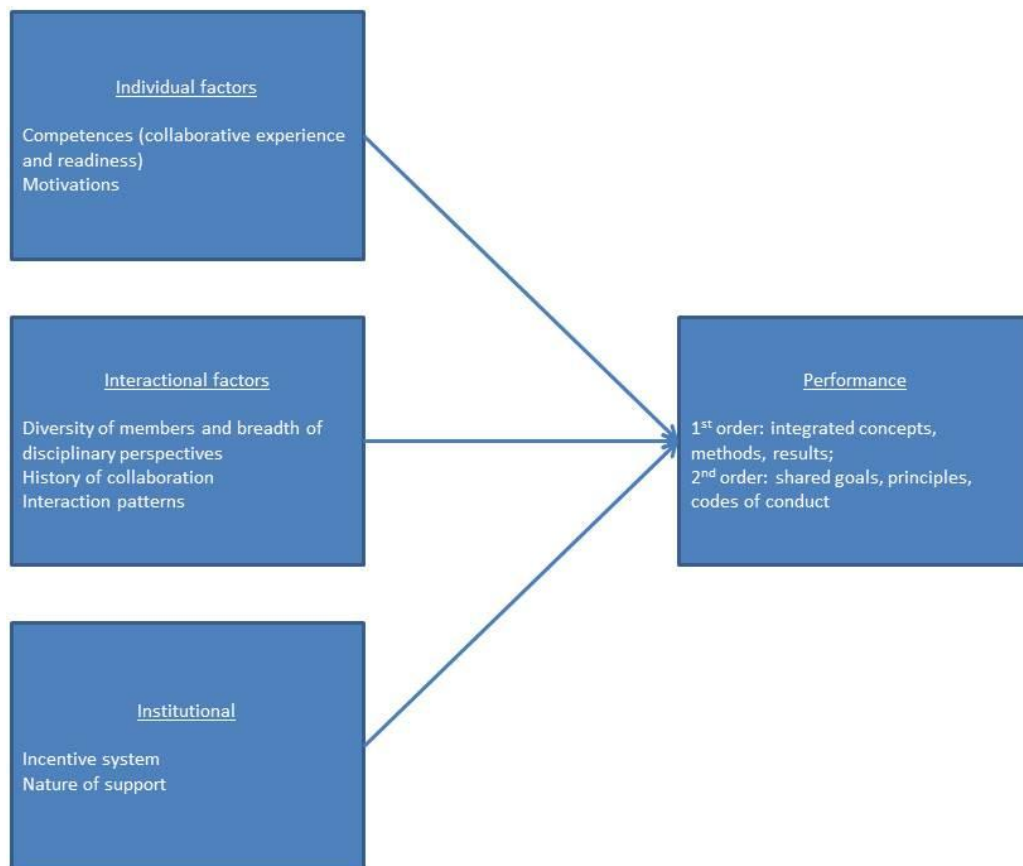 Individual factors
Competences (collaborative experience
and readiness)
Motivations
Interactional factors
Diversity of members and breadth of
disciplinary perspectives
History of collaboration
Interaction patterns
Institutional
Incentive system
Nature of support
Performance
1st order: integrated concepts,
methods, results;
2nd order: shared goals, principles,
codes of conduct